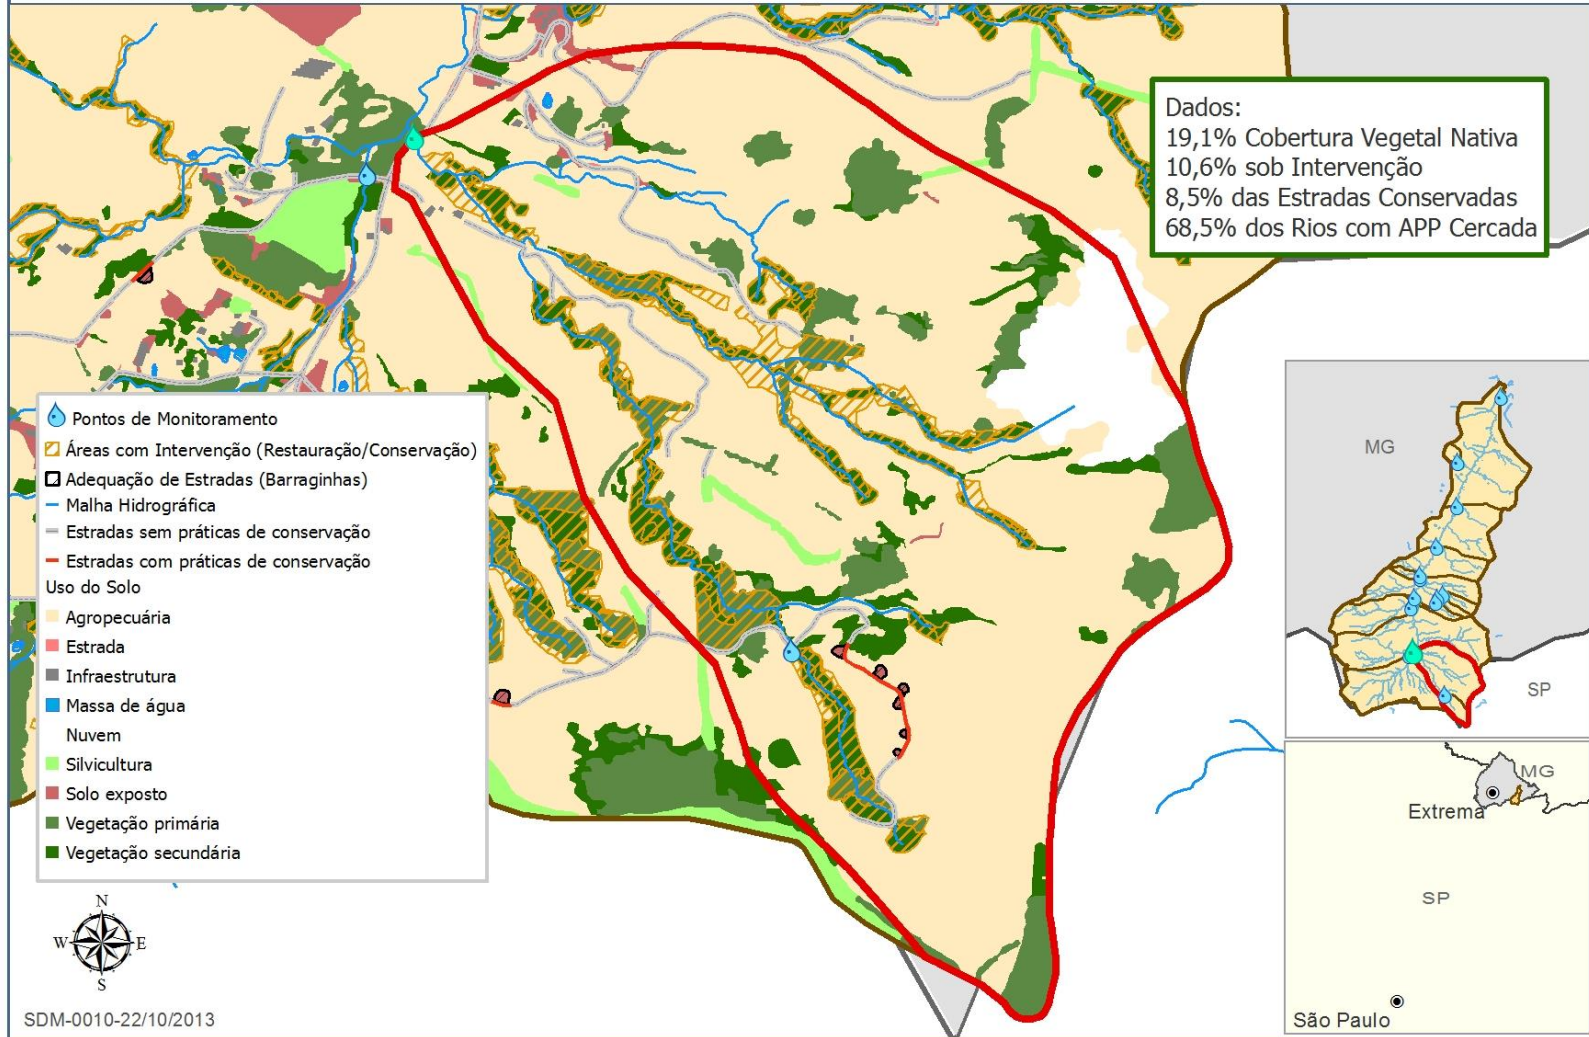 Dados:
19,1% Cobertura Vegetal Nativa
10,6% sob Intervenção
8,5% das Estradas Conservadas
68,5% dos Rios com APP Cercada
Pontos de Monitoramento
Áreas com Intervenção (Restauração/Conservação)
Adequação de Estradas (Barraginhas)
Malha Hidrográfica
Estradas sem práticas de conservação
Estradas com práticas de conservação
Uso do Solo
Agropecuária
Estrada
Infraestrutura
Massa de água
Nuvem
Silvicultura
Solo exposto
Vegetação primária
Vegetação secundária
N
W E
S
SDM-0010-22/10/2013
MG
SP
MG
Extrema
SP
São Paulo